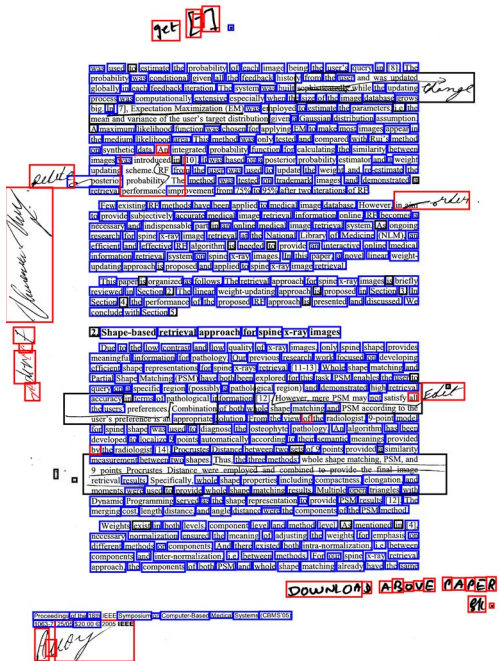 get [7]
was used to estimate the probability of each image being the user's query in [8]. The
probability was conditional given all the feedback history from the user and was updated
globally in each feedback iteration. The system was built sophisticatedly while the updating
change
process was computationally extensive especially when the size of the image database grows
big. In [7], Expectation Maximization (EM) was employed to estimate the parameters, i.e. the
mean and variance of the user's target distribution given a Gaussian distribution assumption.
A maximum likelihood function was chosen for applying EM to make most images appear in
the medium likelihood area. This method was only tested and compared with Rui's method
on synthetic data. An integrated probability function for calculating the similarity between
images was introduced in [10]. It was based on a posterior probability estimator and a weight
updating scheme. RF from the user was used to update the weight and re-estimate the
delete
posterior probability. The method was tested on trademark images and demonstrated a
retrieval performance improvement from 75% to 95% after two iterations of RF.
Few existing RF methods have been applied to medical image database. However, in
order
to provide subjectively accurate medical image retrieval information online, RF becomes a
necessary and indispensable part in an online medical image retrieval system. As ongoing
research for spine x-ray image retrieval at the National Library of Medicine (NLM), an
efficient and effective RF algorithm is needed to provide an interactive online medical
information retrieval system on spine x-ray images. In this paper, a novel linear weight-
updating approach is proposed and applied to spine x-ray image retrieval.
This paper is organized as follows. The retrieval approach for spine x-ray images is briefly
reviewed in Section 2. The linear weight-updating approach is proposed in Section 3. In
Section 4, the performance of the proposed RF approach is presented and discussed. We
conclude with Section 5.
2. Shape-based retrieval approach for spine x-ray images
Due to the low contrast and low quality of x-ray images, only spine shape provides
meaningful information for pathology. Our previous research work focused on developing
efficient shape representations for spine x-rays retrieval [11-13]. Whole shape matching and
Partial Shape Matching (PSM) have both been explored for the task. PSM enables the user to
query on a specific region (a particular pathology region) and demonstrated high retrieval
accuracy in terms of pathological information [12]. However, mere PSM may not satisfy all
Edit
the users' preferences. Combination of both whole shape matching and PSM according to the
user's preference is a solution. From the view of the radiologist, 9-point model
for spine shape was used to diagnose the osteophyte pathology. An algorithm has been
developed to localize 9 points automatically according to their semantic meaning provided
by the radiologist [14]. Procrustes Distance between two sets of 9 points provided a similarity
measurement between two shapes. Thus, the three methods, whole shape matching, PSM, and
9 points Procrustes Distance were employed and combined to provide the final image
retrieval results. Specifically, whole shape properties including compactness, elongation, and
moments were used to provide whole shape matching results. Multiple open triangles with
Dynamic Programming served as the shape representation to provide PSM results [12]. The
merging cost, length distance, and angle distance were the components of the PSM method.
Weights exist in both levels, component level and method level. As mentioned in [4],
necessary normalization ensured the meaning of adjusting the weights for emphasis on
different methods or components. And there existed both intra-normalization, i.e. between
components and inter-normalization, i.e. between methods. For our spine x-ray retrieval
approach, the components of both PSM and whole shape matching already have the same
DOWNLOAD ABOVE PAPER
Proceedings of the 18th IEEE Symposium on Computer-Based Medical Systems (CBMS'05)
1063-7125/05 $20.00 © 2005 IEEE